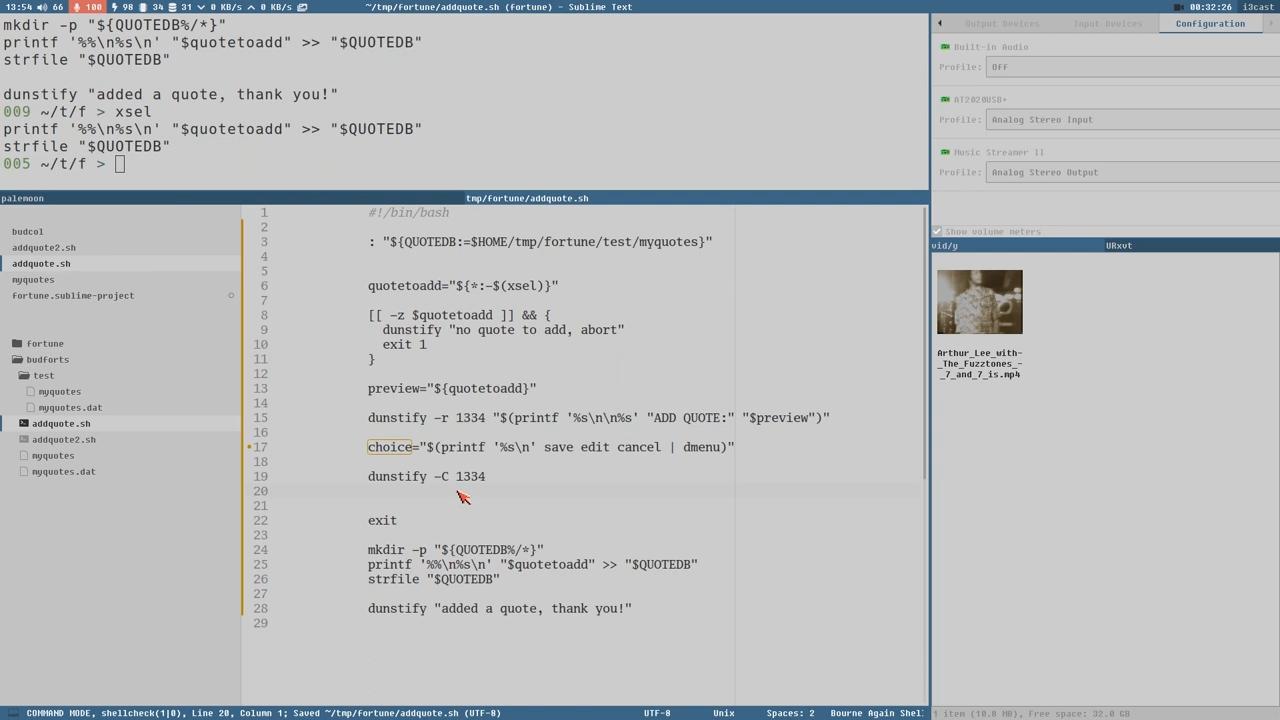 13:54 66 100 98 34 31 0 KB/s 0 KB/s ~/tmp/fortune/addquote.sh (fortune) - Sublime Text 00:32:26 i3cast
mkdir -p "${QUOTEDB%/*}"
printf '%%\n%s\n' "$quotetoadd" >> "$QUOTEDB"
strfile "$QUOTEDB"
dunstify "added a quote, thank you!"
009 ~/t/f > xsel
printf '%%\n%s\n' "$quotetoadd" >> "$QUOTEDB"
strfile "$QUOTEDB"
005 ~/t/f >
Output Devices Input Devices Configuration
Built-in Audio
Profile: Off
AT2020USB+
Profile: Analog Stereo Input
Music Streamer II
Profile: Analog Stereo Output
Show volume meters
palemoon tmp/fortune/addquote.sh
budcol
addquote2.sh
addquote.sh
myquotes
fortune.sublime-project
fortune
budforts
test
myquotes
myquotes.dat
addquote.sh
addquote2.sh
myquotes
myquotes.dat
1 #!/bin/bash
2
3 : "${QUOTEDB:=$HOME/tmp/fortune/test/myquotes}"
4
5
6 quotetoadd="${*:-$(xsel)}"
7
8 [[ -z $quotetoadd ]] && {
9 dunstify "no quote to add, abort"
10 exit 1
11 }
12
13 preview="${quotetoadd}"
14
15 dunstify -r 1334 "$(printf '%s\n\n%s' "ADD QUOTE:" "$preview")"
16
17 choice="$(printf '%s\n' save edit cancel | dmenu)"
18
19 dunstify -C 1334
20
21
22 exit
23
24 mkdir -p "${QUOTEDB%/*}"
25 printf '%%\n%s\n' "$quotetoadd" >> "$QUOTEDB"
26 strfile "$QUOTEDB"
27
28 dunstify "added a quote, thank you!"
29
vid/y URxvt
Arthur_Lee_with-
_The_Fuzztones_-
_7_and_7_is.mp4
COMMAND MODE, shellcheck(1|0), Line 20, Column 1; Saved ~/tmp/fortune/addquote.sh (UTF-8) UTF-8 Unix Spaces: 2 Bourne Again Shel
1 item (10.8 MB), Free space: 32.0 GB